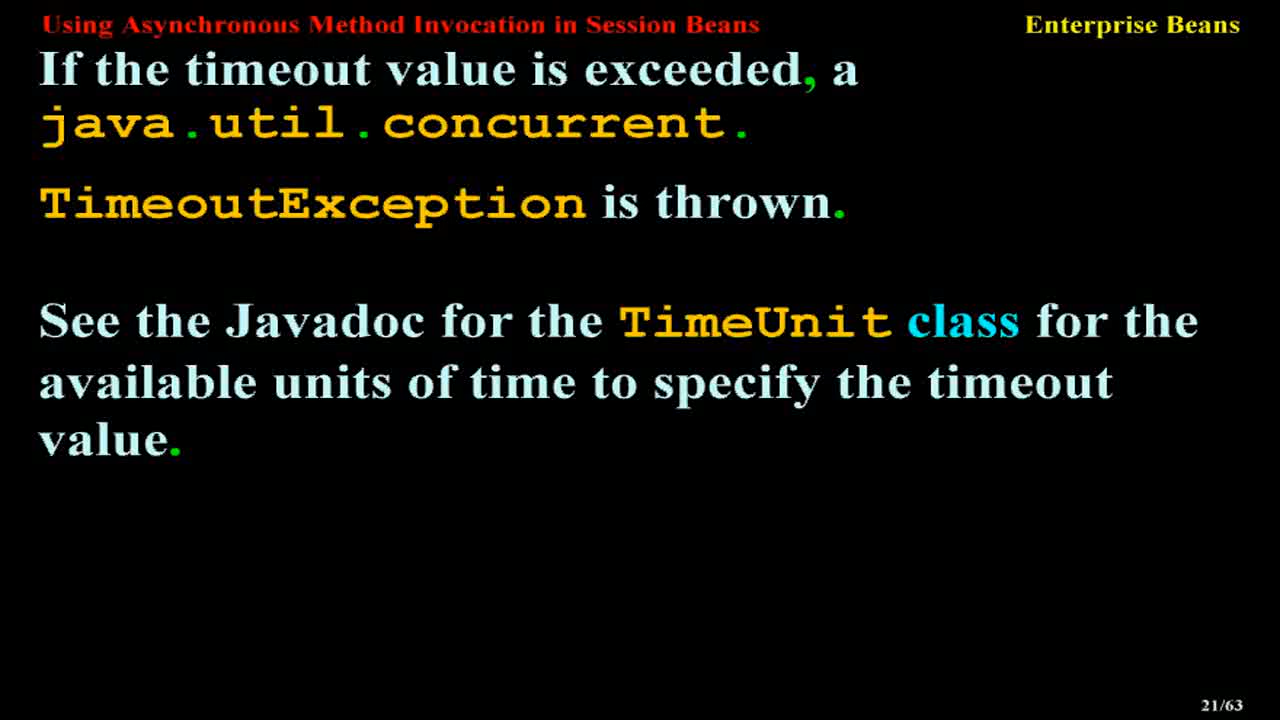 Using Asynchronous Method Invocation in Session Beans
Enterprise Beans
If the timeout value is exceeded, a
java.util.concurrent.
TimeoutException is thrown.
See the Javadoc for the TimeUnit class for the
available units of time to specify the timeout
value.
21/63